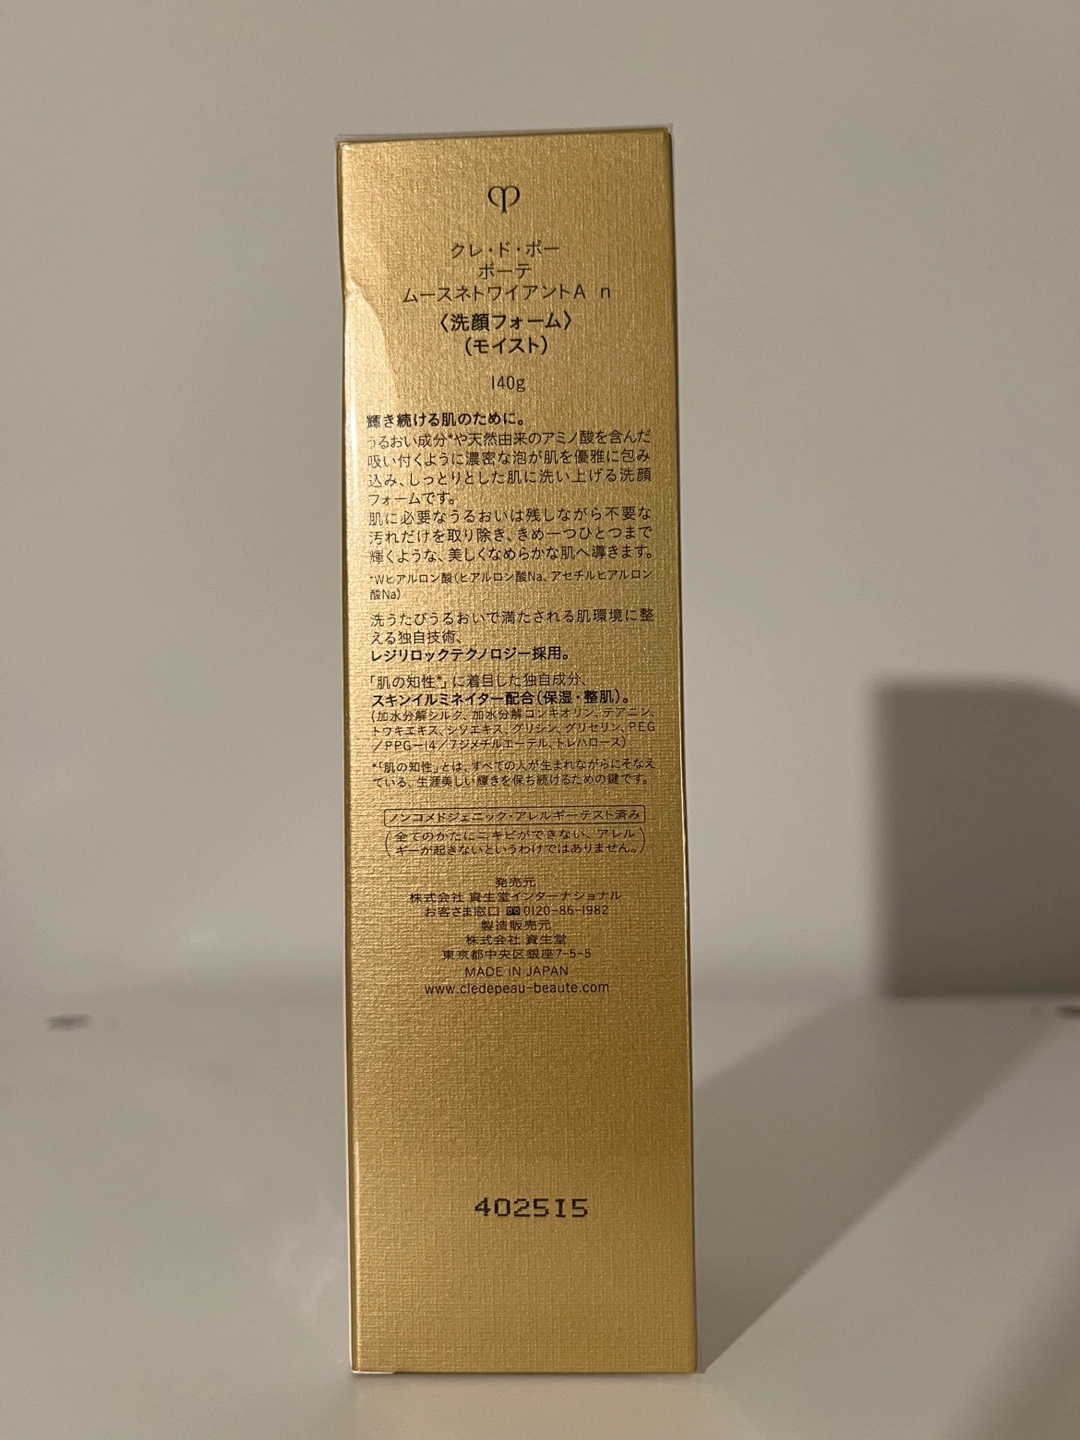 クレ・ド・ポー
ボーテ
ムースネトワイアントA n
〈洗顔フォーム〉
(モイスト)
140g
輝き続ける肌のために。
うるおい成分*や天然由来のアミノ酸を含んだ
吸い付くように濃密な泡が肌を優雅に包み
込み、しっとりとした肌に洗い上げる洗顔
フォームです。
肌に必要なうるおいは残しながら不要な
汚れだけを取り除き、きめ一つひとつまで
輝くような、美しくなめらかな肌へ導きます。
*Wヒアルロン酸(ヒアルロン酸Na、アセチルヒアルロン
酸Na)
洗うたびうるおいで満たされる肌環境に整
える独自技術、
レジリロックテクノロジー採用。
「肌の知性*」に着目した独自成分、
スキンイルミネイター配合(保湿・整肌)。
(加水分解シルク、加水分解コンキオリン、テアニン、
トウキエキス、シソエキス、グリシン、グリセリン、PEG
/PPG-14/7ジメチルエーテル、トレハロース)
*「肌の知性」とは、すべての人が生まれながらにそなえ
ている、生涯美しい輝きを保ち続けるための鍵です。
ノンコメドジェニック・アレルギーテスト済み
(全てのかたにニキビができない、アレル
ギーが起きないというわけではありません。)
発売元
株式会社 資生堂インターナショナル
お客さま窓口 0120-86-1982
製造販売元
株式会社 資生堂
東京都中央区銀座7-5-5
MADE IN JAPAN
www.cledepeau-beaute.com
4025I5